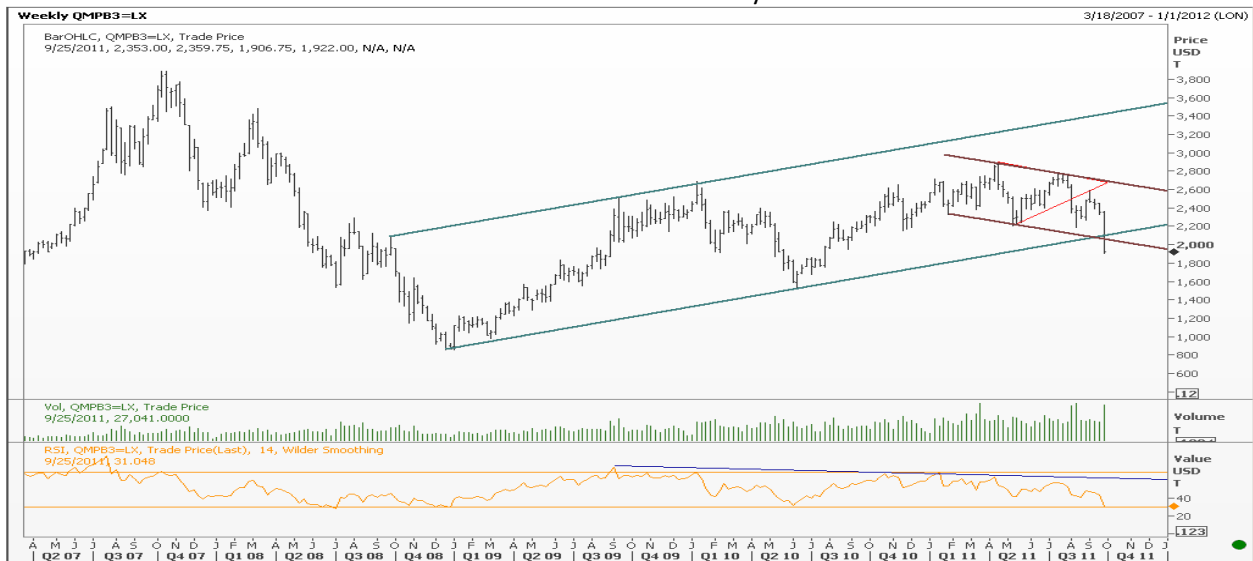 Weekly QMPB3=LX
3/18/2007 - 1/1/2012 (LON)
BarOHLC, QMPB3=LX, Trade Price
9/25/2011, 2,353.00, 2,359.75, 1,906.75, 1,922.00, N/A, N/A
Price
USD
T
3,800
3,600
3,400
3,200
3,000
2,800
2,600
2,400
2,200
2,000
1,800
1,600
1,400
1,200
1,000
800
600
.12
Vol, QMPB3=LX, Trade Price
9/25/2011, 27,041.0000
Volume
T
RSI, QMPB3=LX, Trade Price(Last), 14, Wilder Smoothing
9/25/2011, 31.048
Value
USD
T
40
20
.123
A M J J A S O N D J F M A M J J A S O N D J F M A M J J A S O N D J F M A M J J A S O N D J F M A M J J A S O N D J
Q2 07 | Q3 07 | Q4 07 | Q1 08 | Q2 08 | Q3 08 | Q4 08 | Q1 09 | Q2 09 | Q3 09 | Q4 09 | Q1 10 | Q2 10 | Q3 10 | Q4 10 | Q1 11 | Q2 11 | Q3 11 | Q4 11